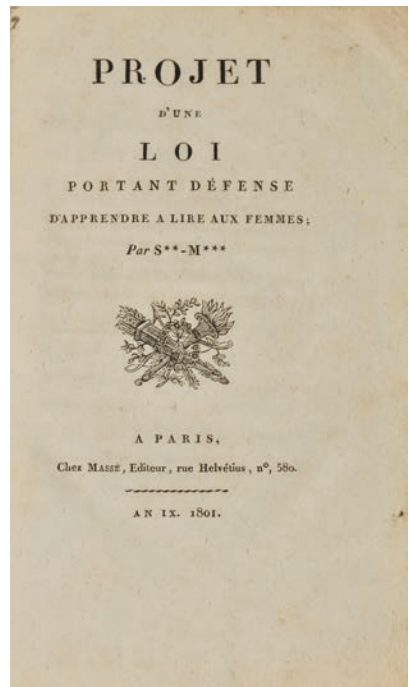 PROJET
D'UNE
LOI
PORTANT DÉFENSE
D'APPRENDRE A LIRE AUX FEMMES;
Par S**-M***
A PARIS,
Chez MASSÉ, Editeur, rue Helvétius, n°, 580.
AN IX. 1801.